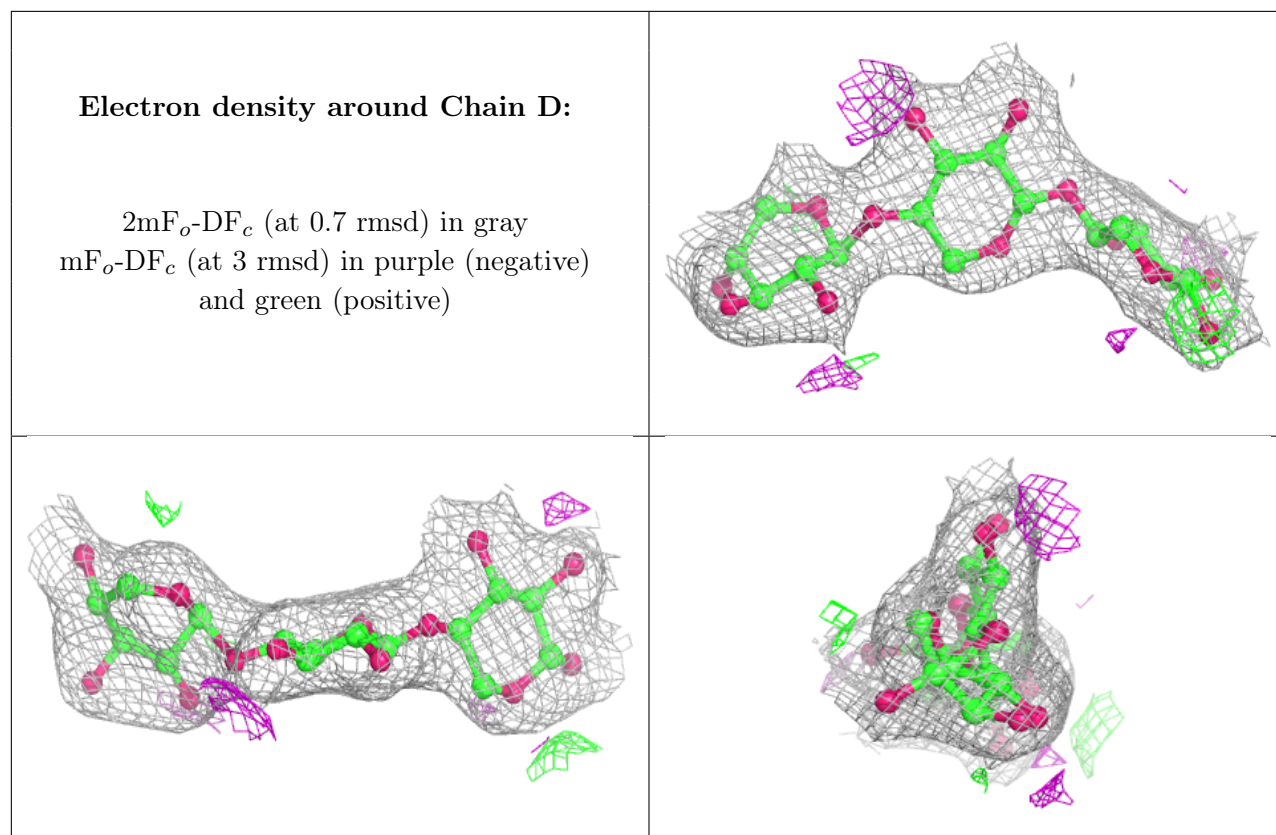 Electron density around Chain D:
2mFo-DFc (at 0.7 rmsd) in gray
mFo-DFc (at 3 rmsd) in purple (negative)
and green (positive)